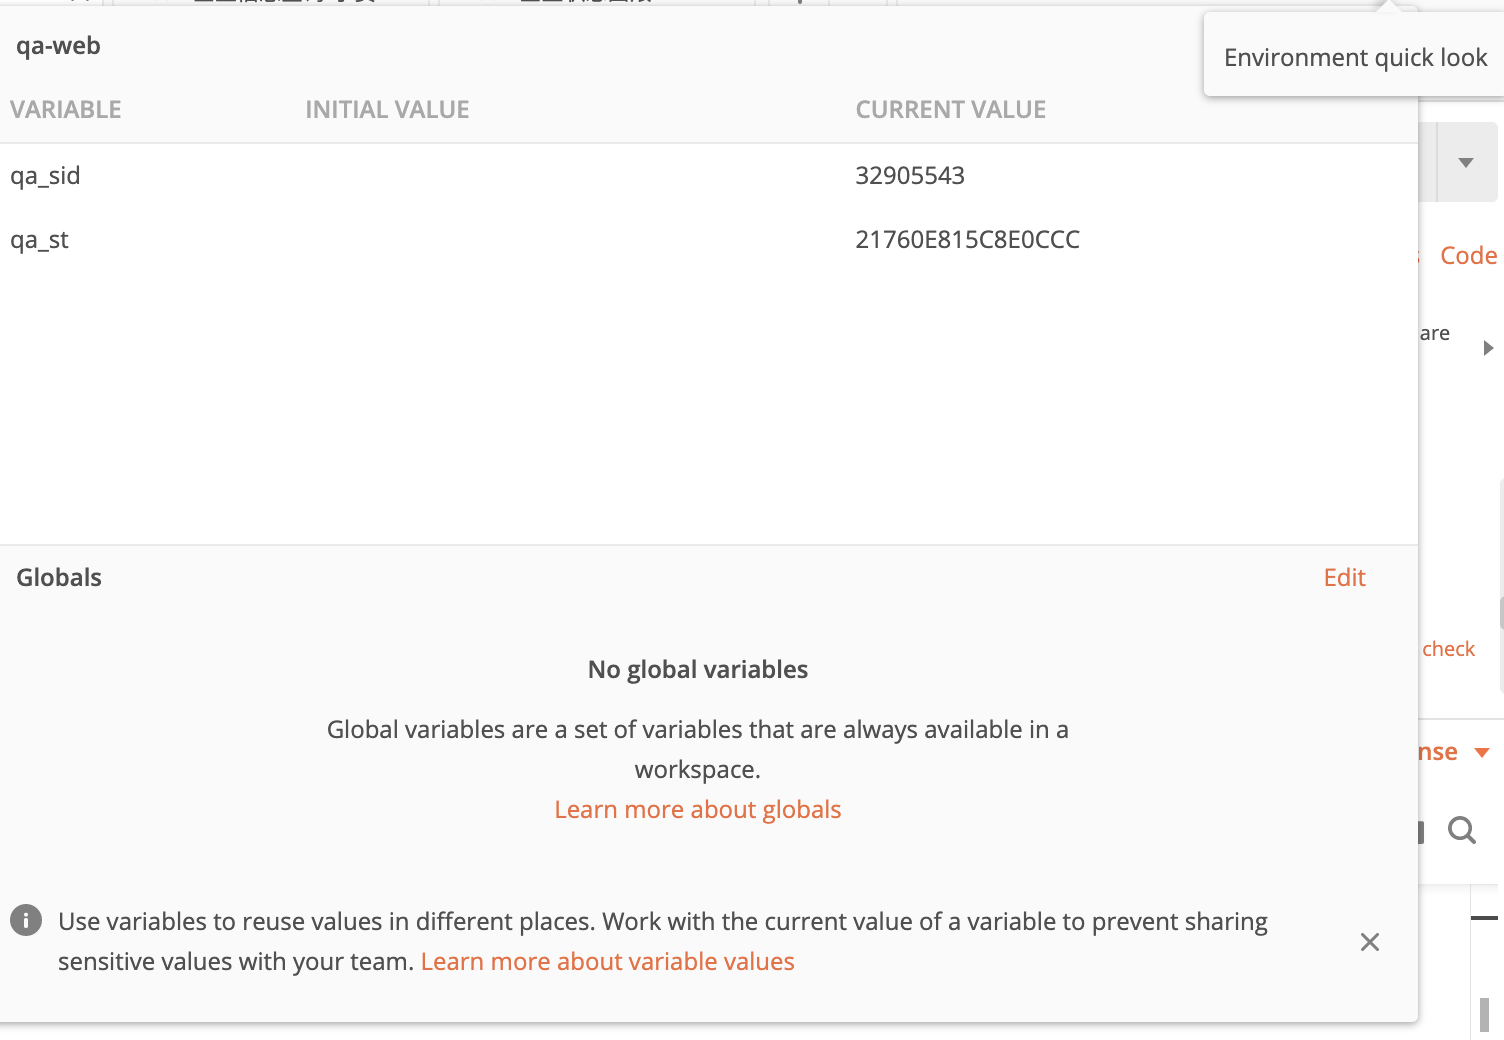 qa-web
Environment quick look
VARIABLE INITIAL VALUE CURRENT VALUE
qa_sid 32905543
qa_st 21760E815C8E0CCC
Code
are
Globals Edit
No global variables
check
Global variables are a set of variables that are always available in a
workspace.
nse
Learn more about globals
Use variables to reuse values in different places. Work with the current value of a variable to prevent sharing
sensitive values with your team. Learn more about variable values